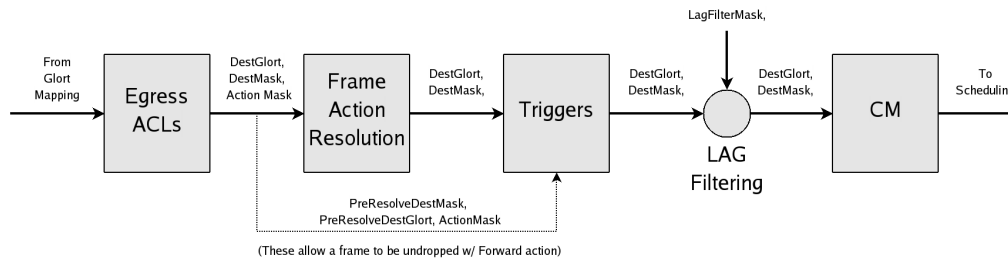 LagFilterMask,
From
Glort
Mapping
Egress
ACLs
DestGlort,
DestMask,
Action Mask
Frame
Action
Resolution
DestGlort,
DestMask,
Triggers
DestGlort,
DestMask,
LAG
Filtering
DestGlort,
DestMask,
CM
To
Schedulin
PreResolveDestMask,
PreResolveDestGlort, ActionMask
(These allow a frame to be undropped w/ Forward action)